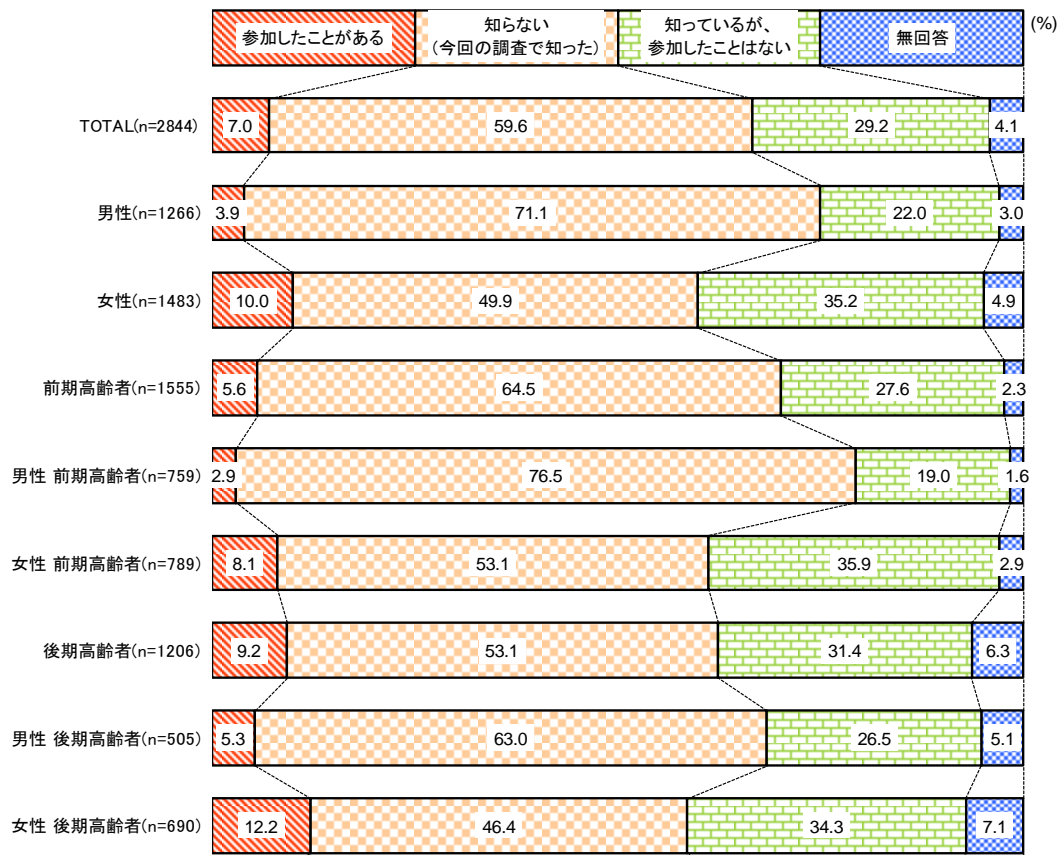 参加したことがある
知らない
(今回の調査で知った)
知っているが、
参加したことはない
無回答
(%)
TOTAL(n=2844) 7.0 59.6 29.2 4.1
男性(n=1266) 3.9 71.1 22.0 3.0
女性(n=1483) 10.0 49.9 35.2 4.9
前期高齢者(n=1555) 5.6 64.5 27.6 2.3
男性 前期高齢者(n=759) 2.9 76.5 19.0 1.6
女性 前期高齢者(n=789) 8.1 53.1 35.9 2.9
後期高齢者(n=1206) 9.2 53.1 31.4 6.3
男性 後期高齢者(n=505) 5.3 63.0 26.5 5.1
女性 後期高齢者(n=690) 12.2 46.4 34.3 7.1